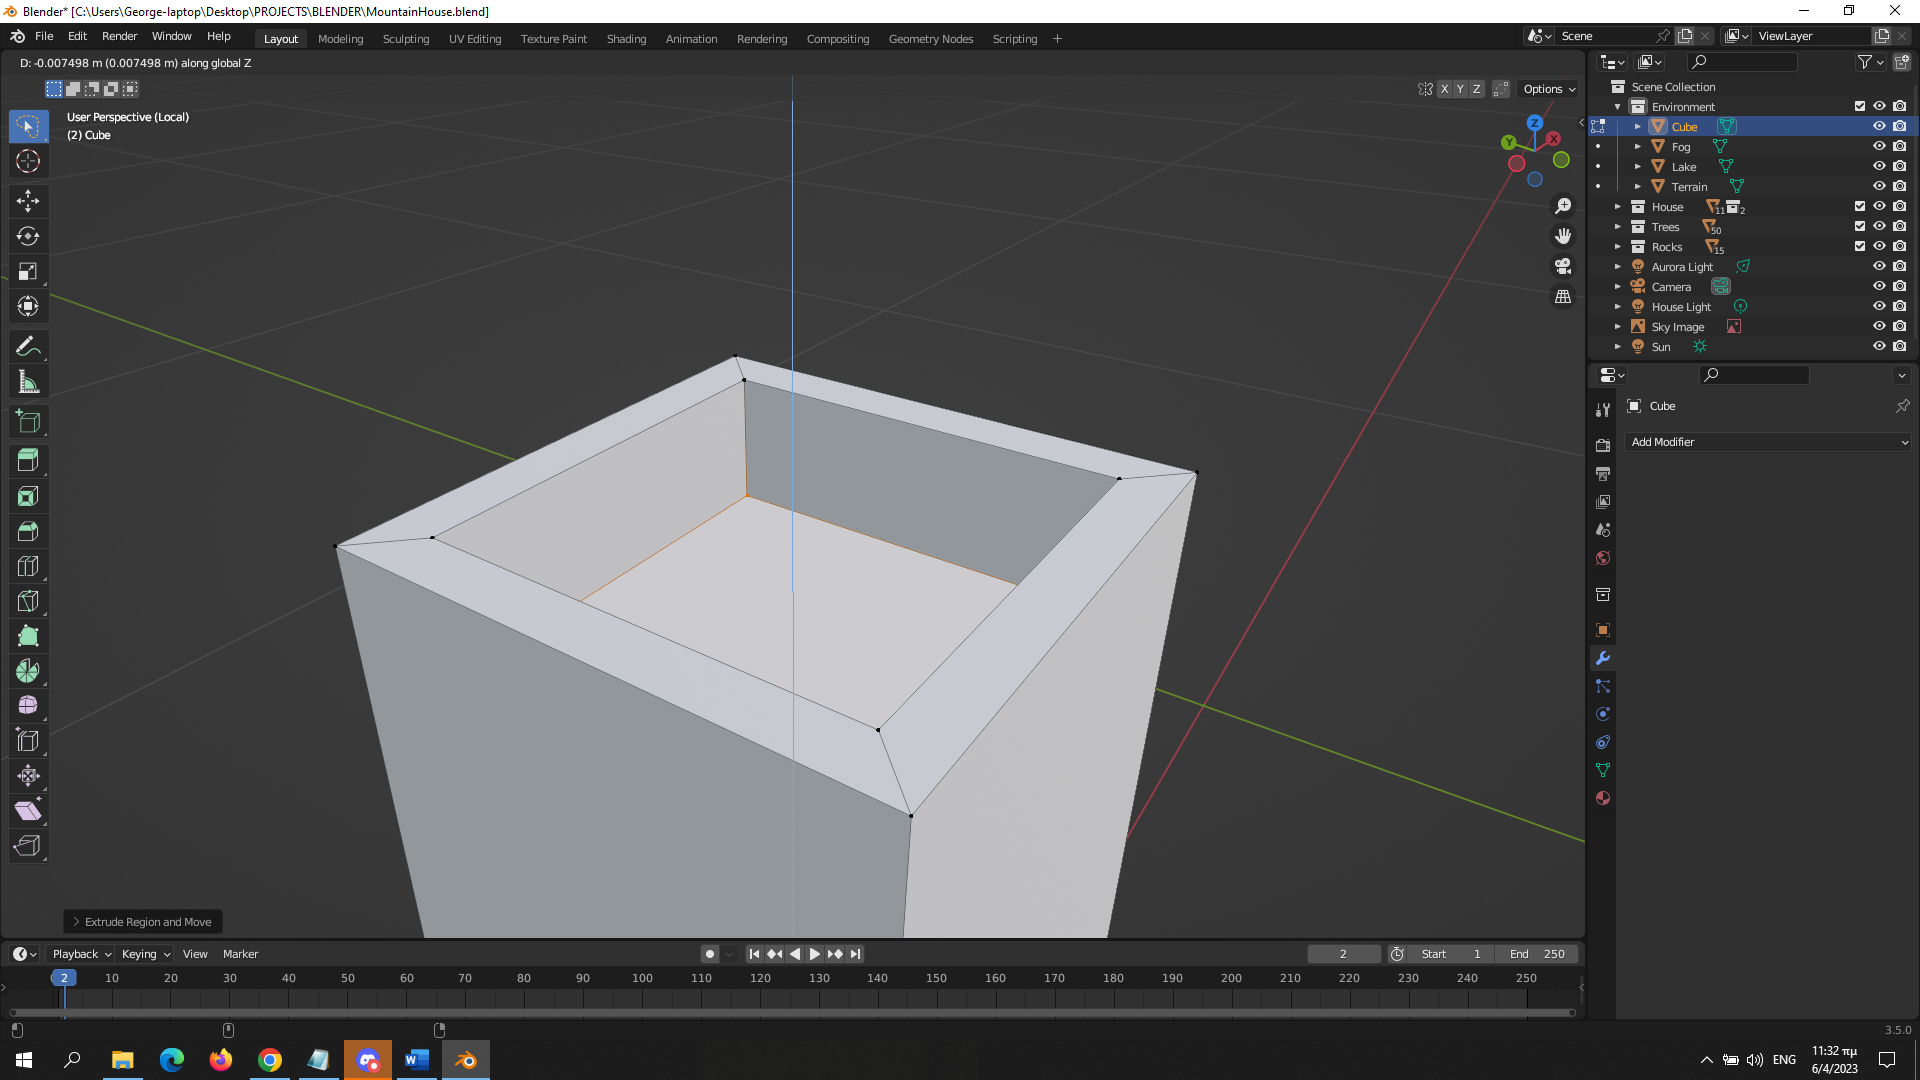 Blender* [C:\Users\George-laptop\Desktop\PROJECTS\BLENDER\MountainHouse.blend]
File Edit Render Window Help Layout Modeling Sculpting UV Editing Texture Paint Shading Animation Rendering Compositing Geometry Nodes Scripting + Scene ViewLayer
D: -0.007498 m (0.007498 m) along global Z
X Y Z Options
User Perspective (Local)
(2) Cube
Z
Y X
Scene Collection
Environment
Cube
Fog
Lake
Terrain
House 11 2
Trees 50
Rocks 15
Aurora Light
Camera
House Light
Sky Image
Sun
Cube
Add Modifier
Extrude Region and Move
Playback Keying View Marker 2 Start 1 End 250
2 10 20 30 40 50 60 70 80 90 100 110 120 130 140 150 160 170 180 190 200 210 220 230 240 250
3.5.0
ENG
11:32 πμ
6/4/2023